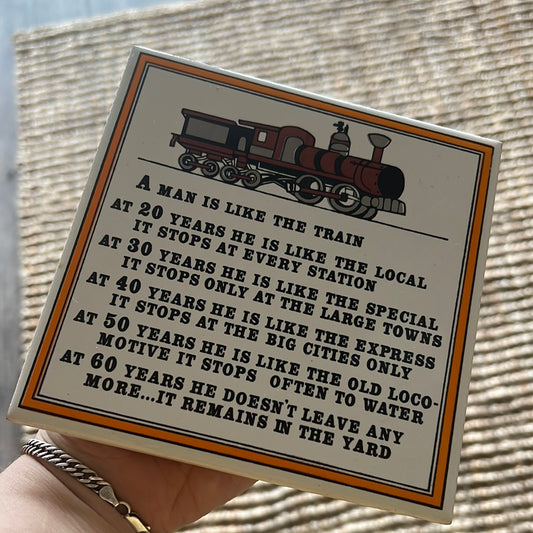 A MAN IS LIKE THE TRAIN
AT 20 YEARS HE IS LIKE THE LOCAL
IT STOPS AT EVERY STATION
AT 30 YEARS HE IS LIKE THE SPECIAL
IT STOPS ONLY AT THE LARGE TOWNS
AT 40 YEARS HE IS LIKE THE EXPRESS
IT STOPS AT THE BIG CITIES ONLY
AT 50 YEARS HE IS LIKE THE OLD LOCO-
MOTIVE IT STOPS OFTEN TO WATER
AT 60 YEARS HE DOESN'T LEAVE ANY
MORE...IT REMAINS IN THE YARD